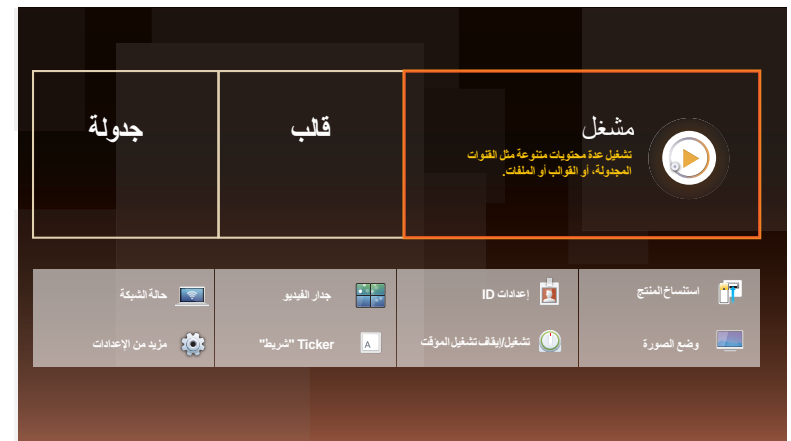 مشغل
تشغيل عدة محتويات متنوعة مثل القنوات
المجدولة، أو القوالب أو الملفات.
قالب
جدولة
استنساخ المنتج
إعدادات ID
جدار الفيديو
حالة الشبكة
وضع الصورة
تشغيل/إيقاف تشغيل المؤقت
Ticker "شريط"
A
مزيد من الإعدادات